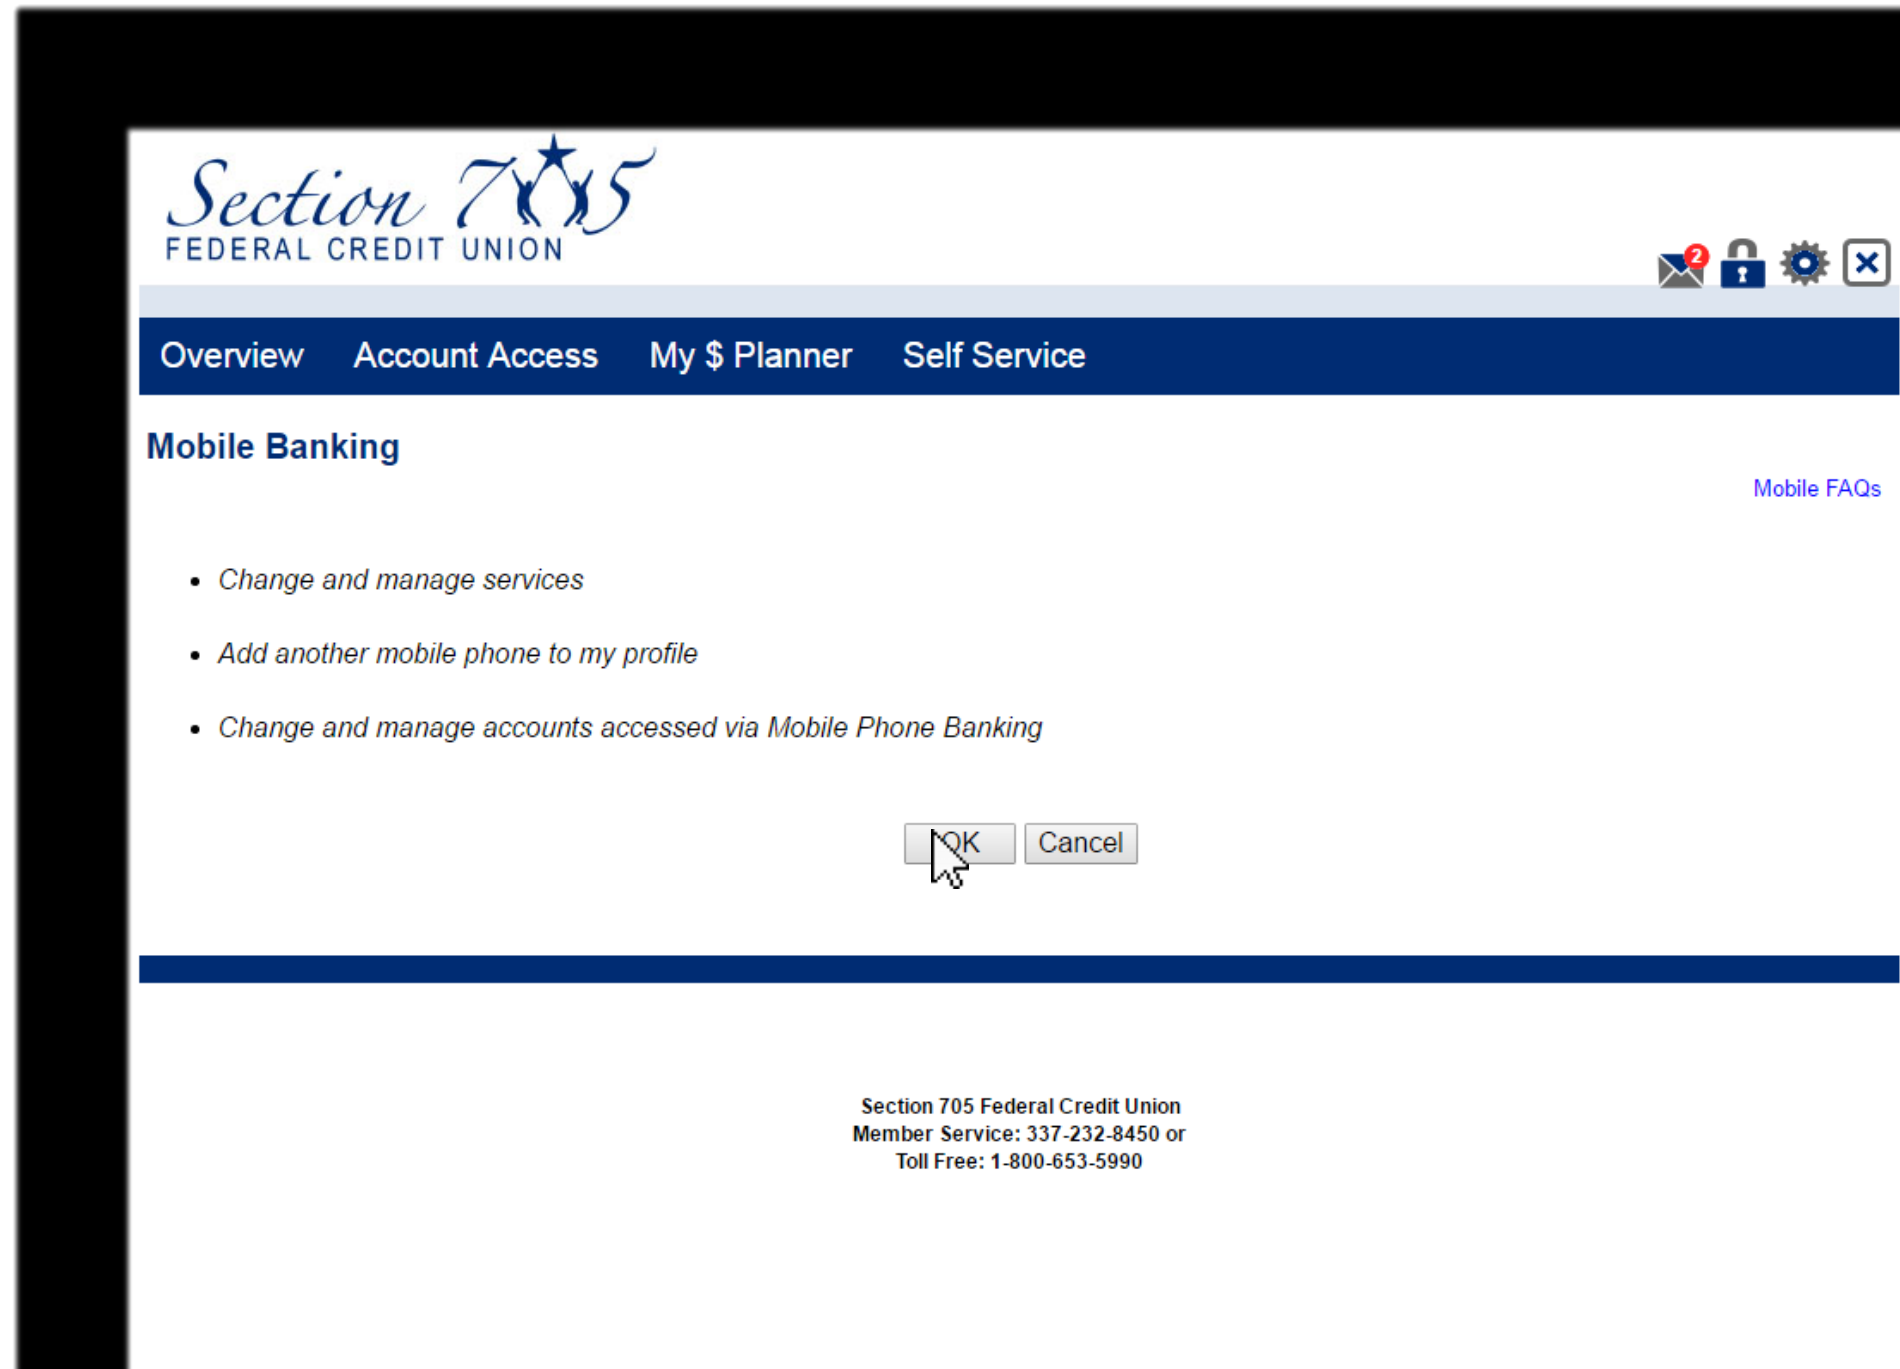 Section 705
FEDERAL CREDIT UNION
2
Overview Account Access My $ Planner Self Service
Mobile Banking
Mobile FAQs
• Change and manage services
• Add another mobile phone to my profile
• Change and manage accounts accessed via Mobile Phone Banking
OK Cancel
Section 705 Federal Credit Union
Member Service: 337-232-8450 or
Toll Free: 1-800-653-5990